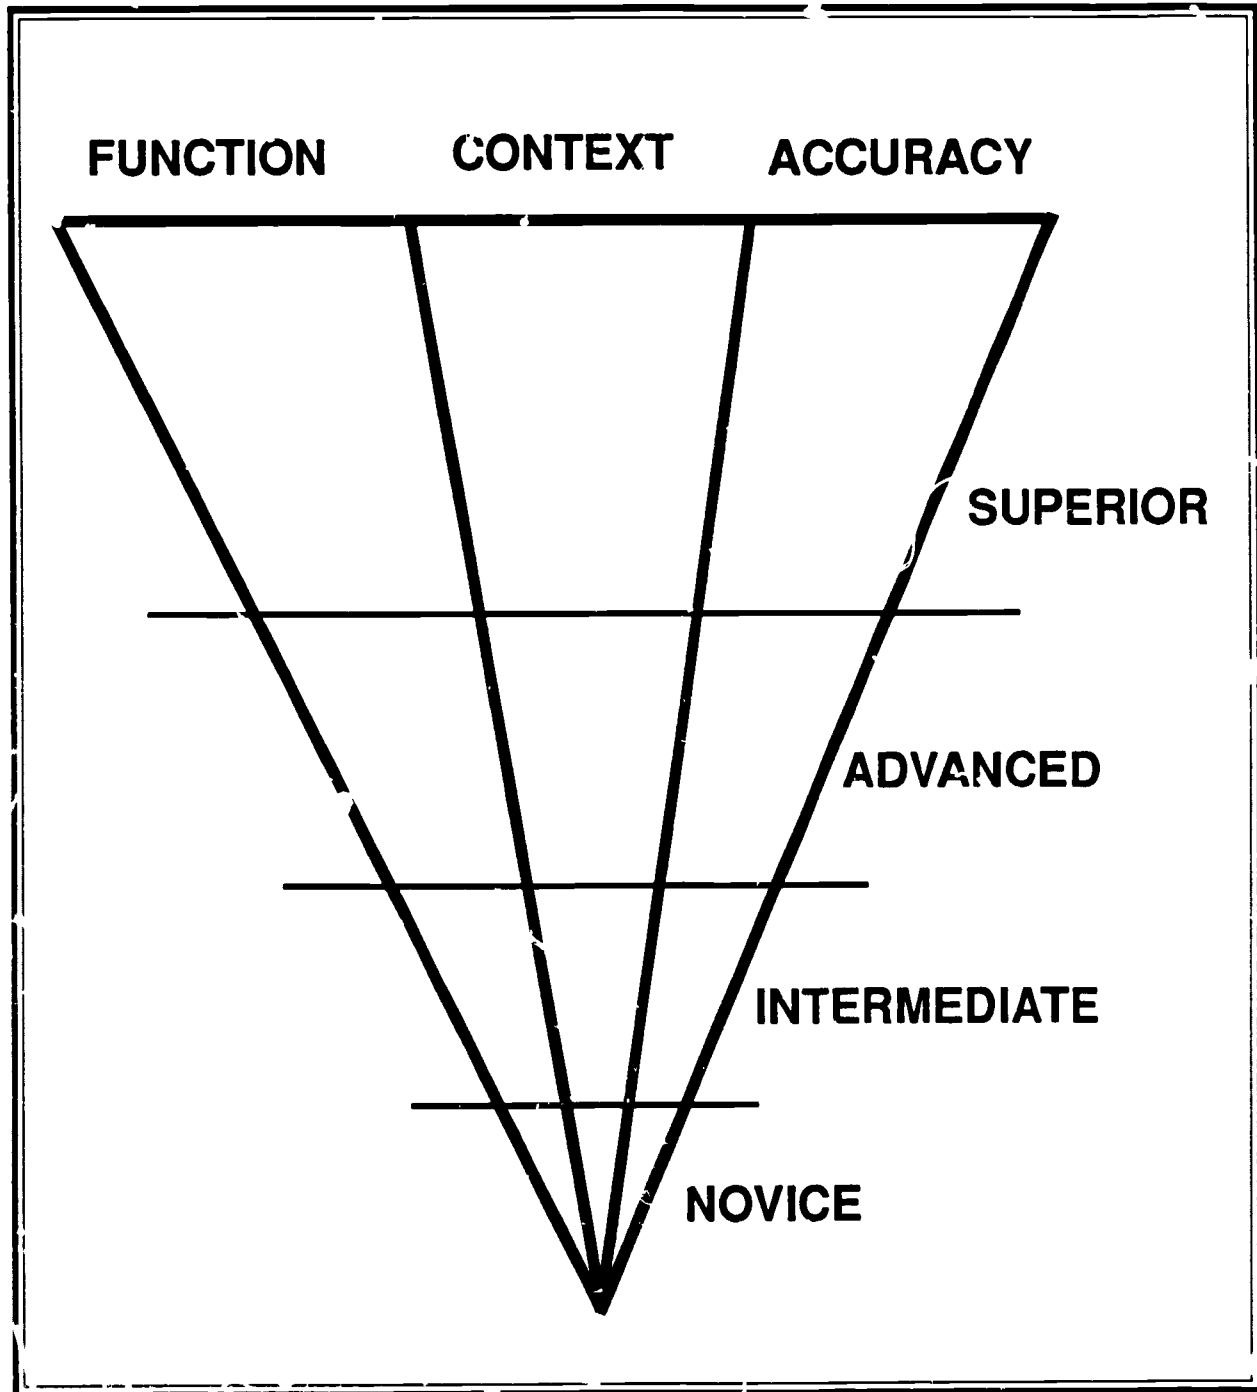 FUNCTION CONTEXT ACCURACY
SUPERIOR
ADVANCED
INTERMEDIATE
NOVICE